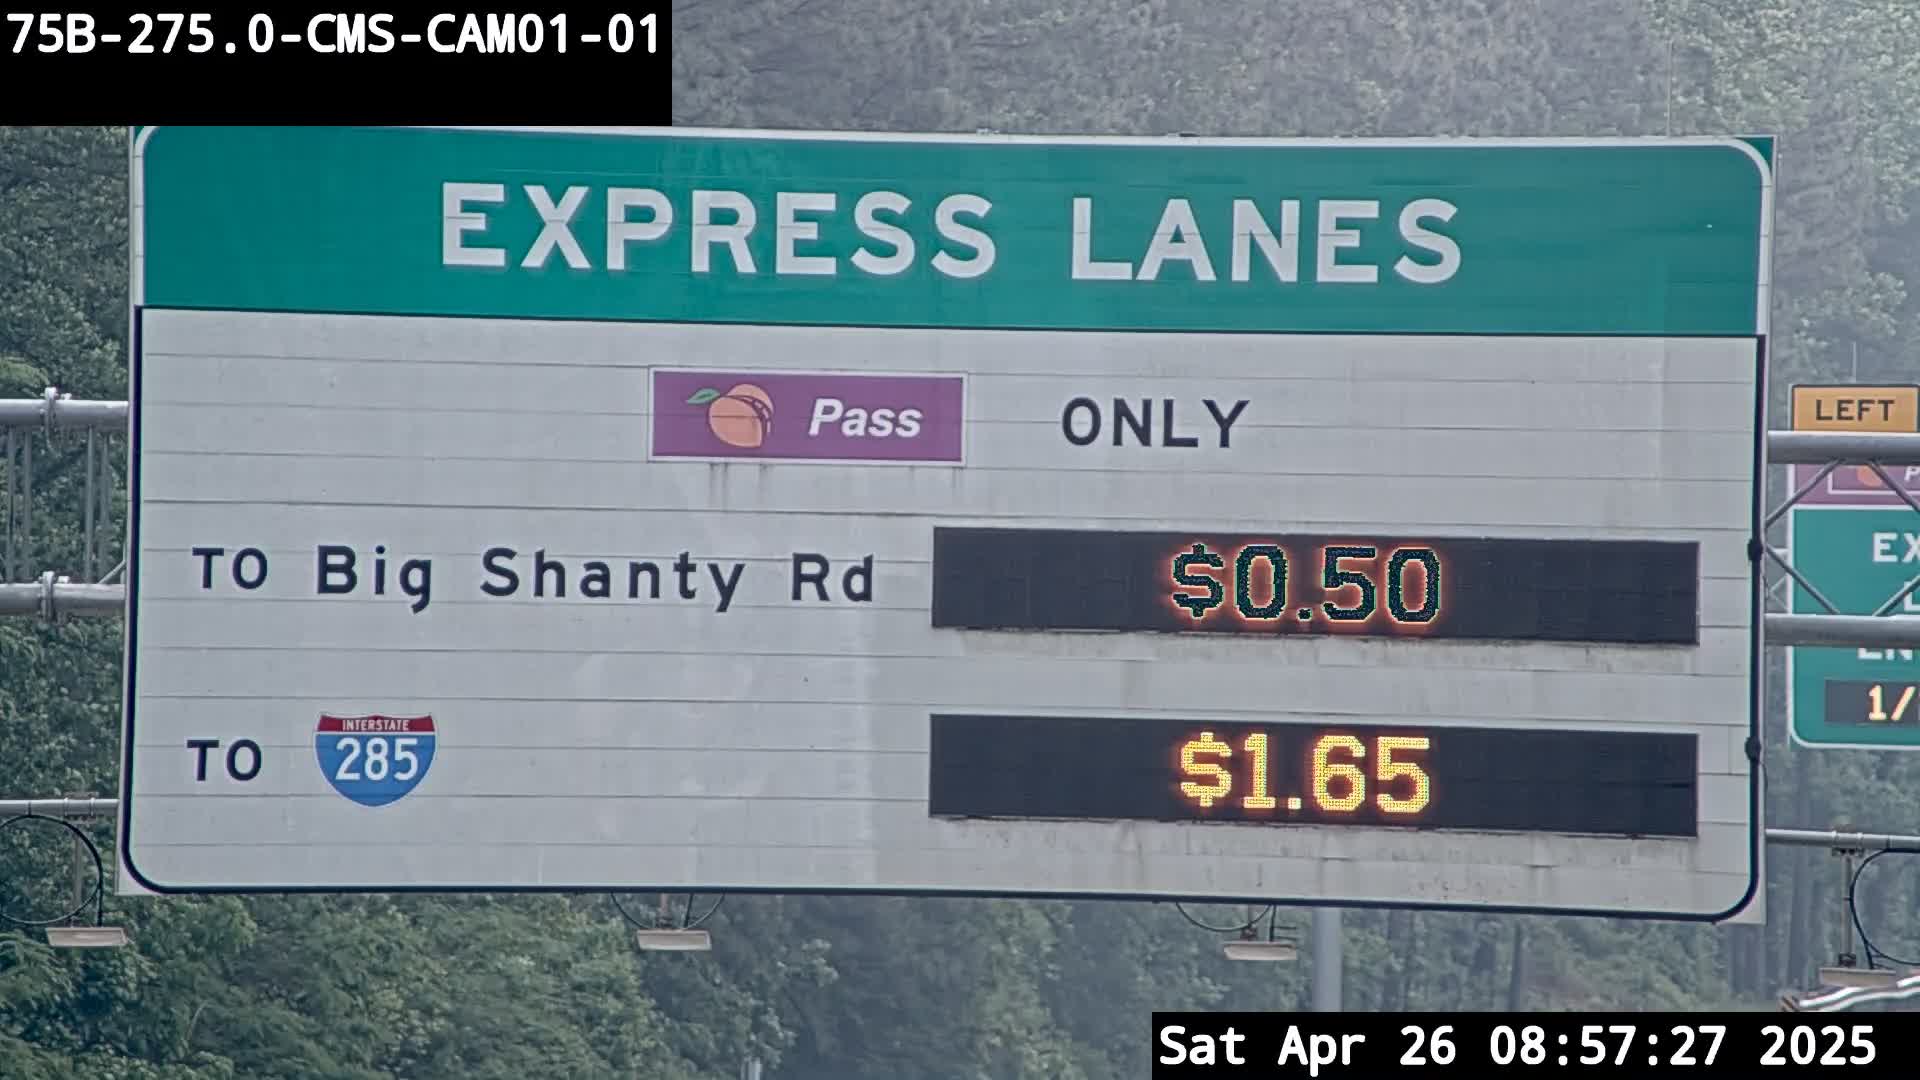 75B-275.0-CMS-CAM01-01
EXPRESS LANES
Pass ONLY
TO Big Shanty Rd $0.50
TO INTERSTATE 285 $1.65
LEFT
1/
Sat Apr 26 08:57:27 2025